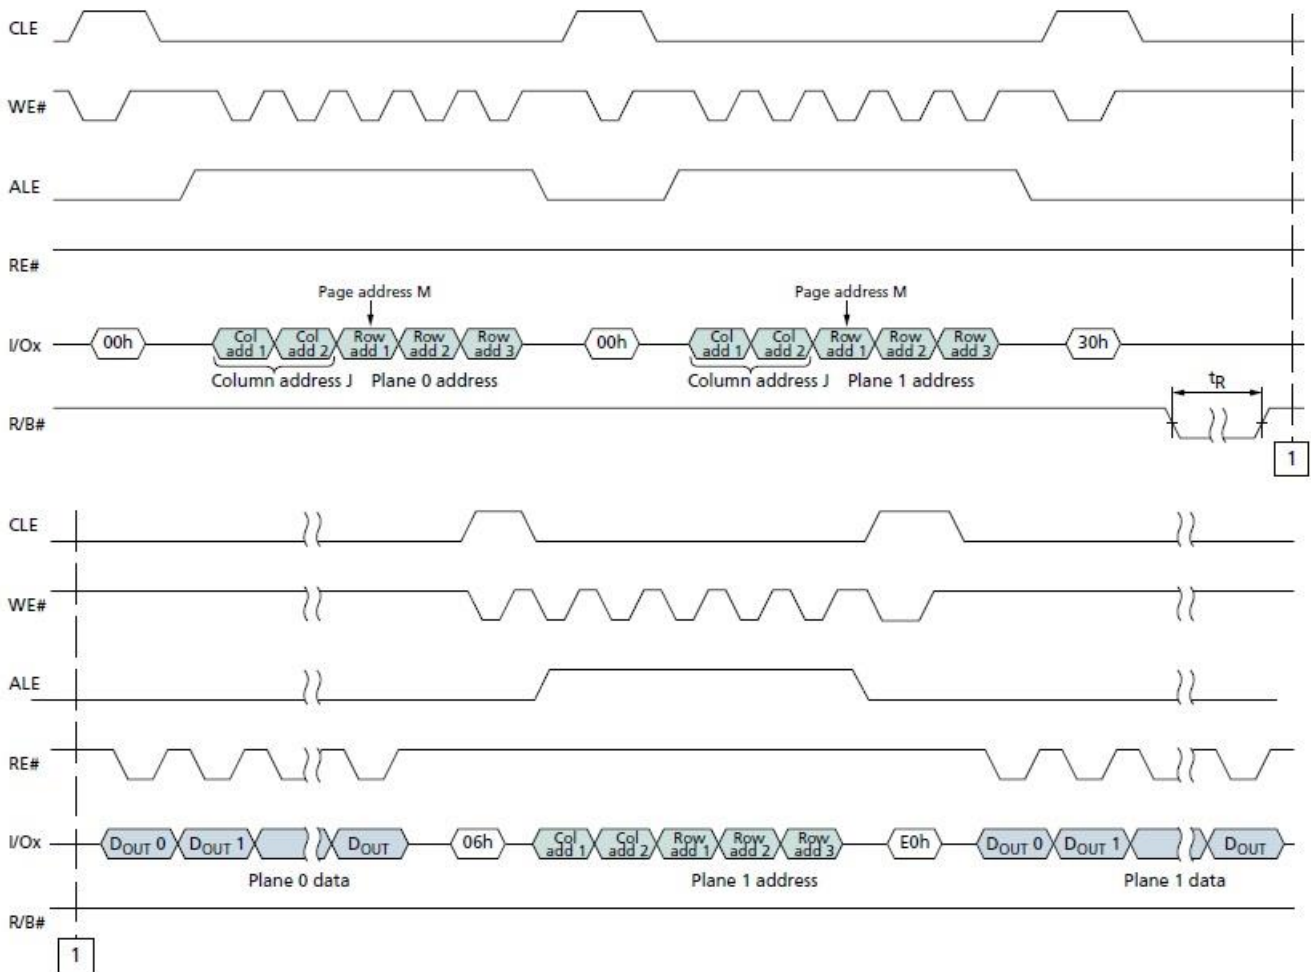 CLE
WE#
ALE
RE#
Page address M Page address M
I/Ox 00h Col add 1 Col add 2 Row add 1 Row add 2 Row add 3 00h Col add 1 Col add 2 Row add 1 Row add 2 Row add 3 30h
Column address J Plane 0 address Column address J Plane 1 address
tR
R/B#
1
CLE
WE#
ALE
RE#
I/Ox DOUT 0 DOUT 1 DOUT 06h Col add 1 Col add 2 Row add 1 Row add 2 Row add 3 E0h DOUT 0 DOUT 1 DOUT
Plane 0 data Plane 1 address Plane 1 data
R/B#
1